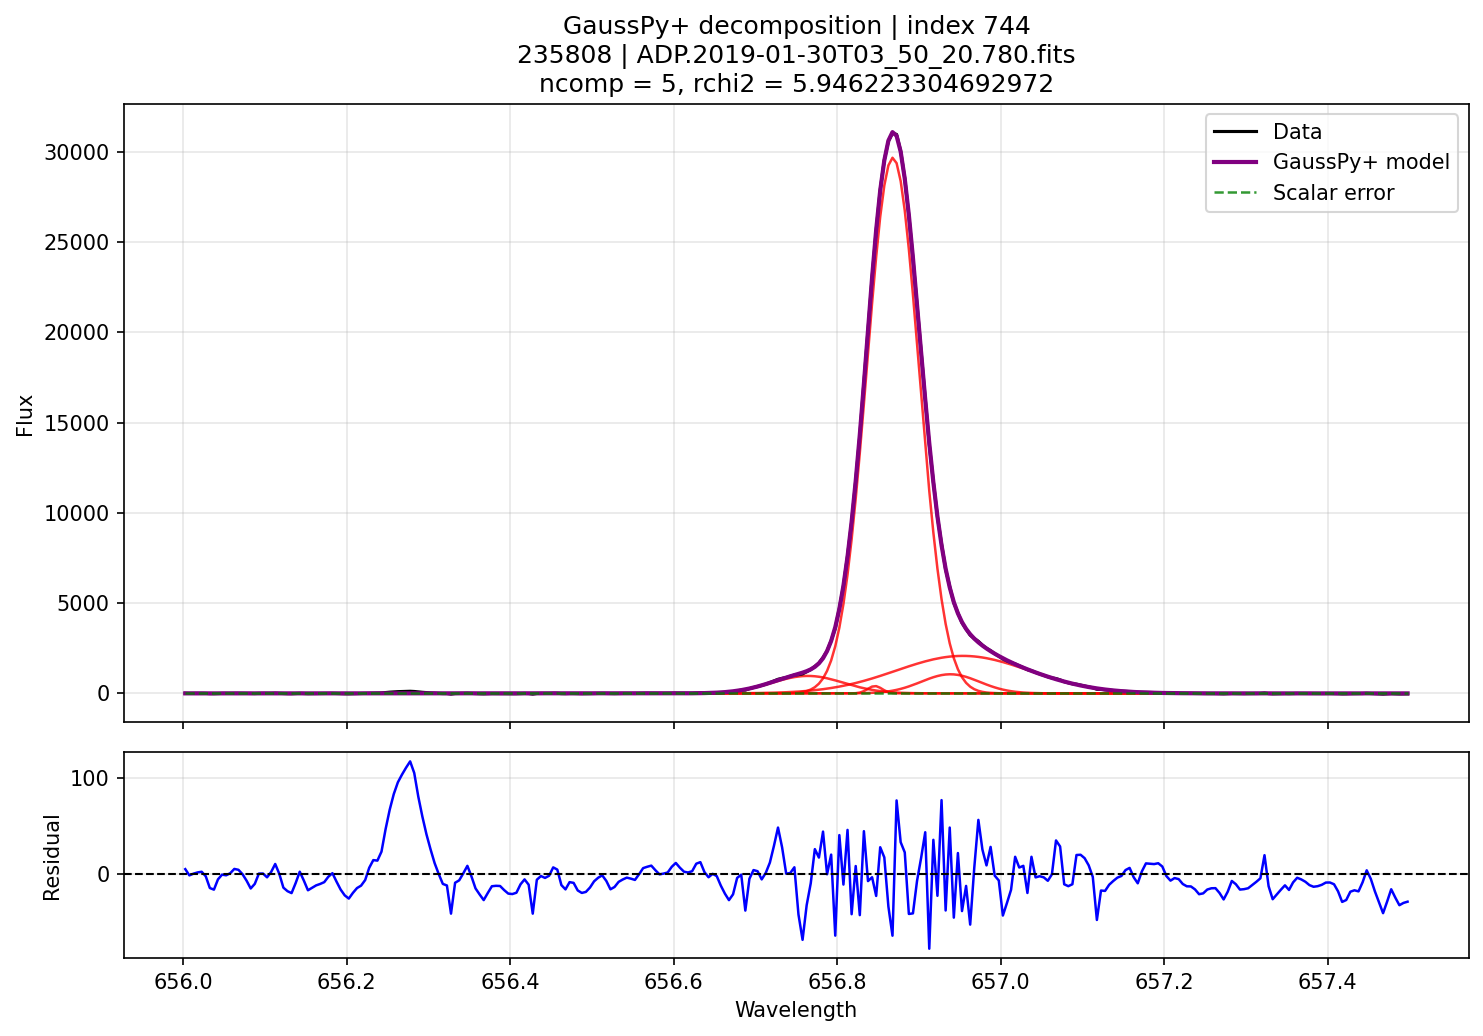 GaussPy+ decomposition | index 744
235808 | ADP.2019-01-30T03_50_20.780.fits
ncomp = 5, rchi2 = 5.946223304692972
Data
GaussPy+ model
Scalar error
Flux
30000
25000
20000
15000
10000
5000
0
Residual
100
0
656.0 656.2 656.4 656.6 656.8 657.0 657.2 657.4
Wavelength